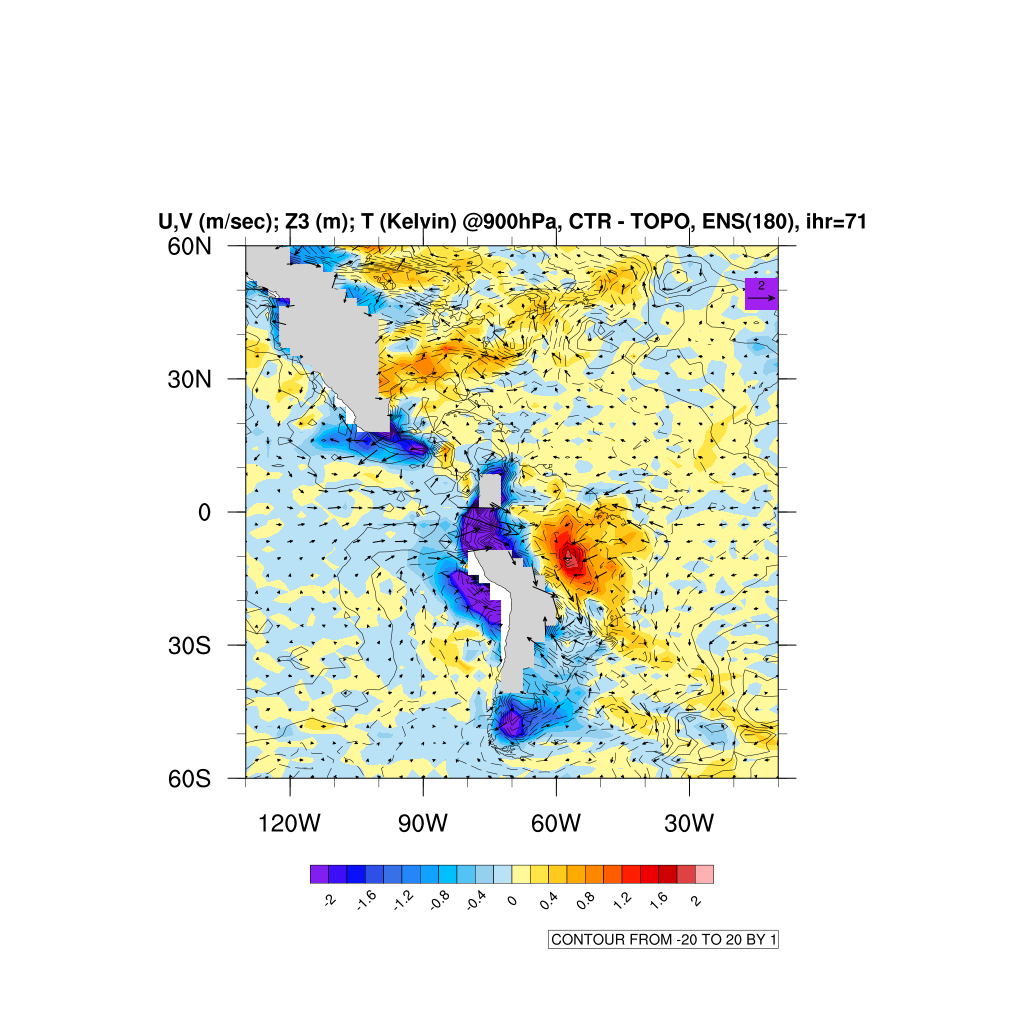 U,V (m/sec); Z3 (m); T (Kelvin) @900hPa, CTR - TOPO, ENS(180), ihr=71
60N
2
30N
0
30S
60S
120W 90W 60W 30W
-2 -1.6 -1.2 -0.8 -0.4 0 0.4 0.8 1.2 1.6 2
CONTOUR FROM -20 TO 20 BY 1